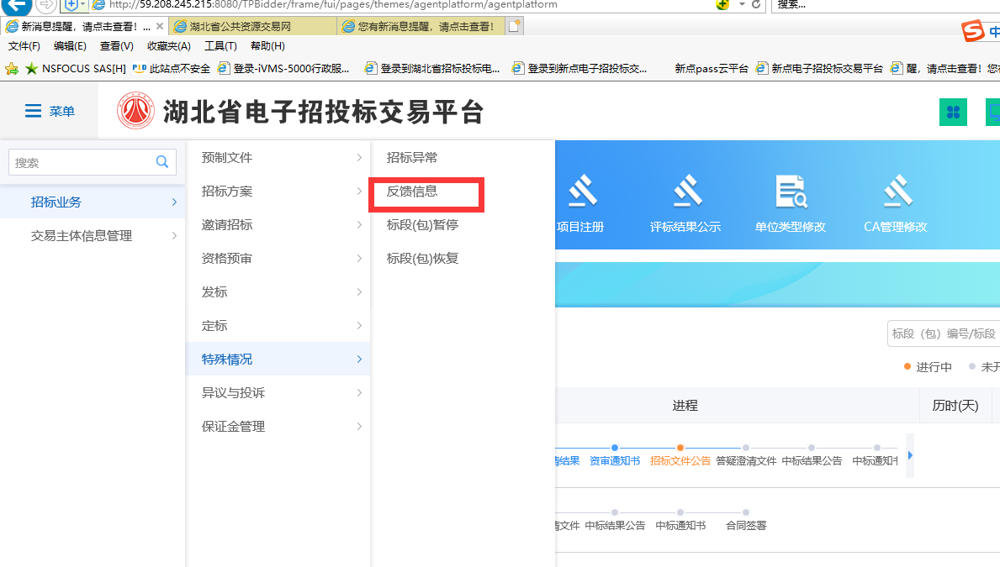 http://59.208.245.215:8080/TPBidder/frame/fui/pages/themes/agentplatform/agentplatform
搜索...
新消息提醒，请点击查看！...
湖北省公共资源交易网
您有新消息提醒，请点击查看！
中
文件(F) 编辑(E) 查看(V) 收藏夹(A) 工具(T) 帮助(H)
NSFOCUS SAS[H] 此站点不安全 登录-iVMS-5000行政服... 登录到湖北省招标投标电... 登录到新点电子招投标交... 新点pass云平台 新点电子招投标交易平台 醒，请点击查看！您
菜单
湖北省电子招投标交易平台
搜索
招标业务
交易主体信息管理
预制文件
招标方案
邀请招标
资格预审
发标
定标
特殊情况
异议与投诉
保证金管理
招标异常
反馈信息
标段(包)暂停
标段(包)恢复
项目注册 评标结果公示 单位类型修改 CA管理修改
标段（包）编号/标段
进行中 未开
进程 历时(天)
结果 资审通知书 招标文件公告 答疑澄清文件 中标结果公告 中标通知书
清文件 中标结果公告 中标通知书 合同签署